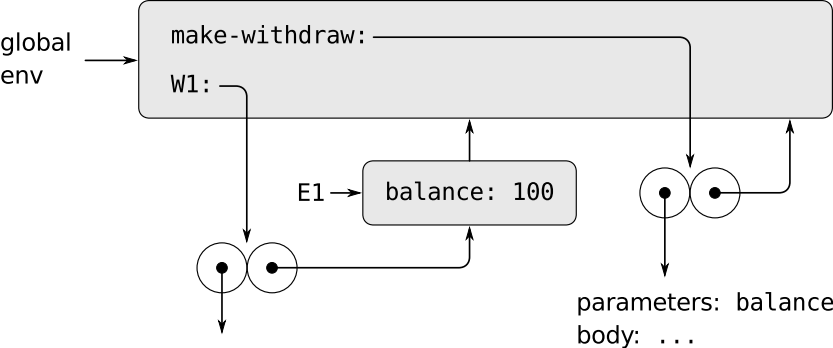 global
env
make-withdraw:
W1:
E1
balance: 100
parameters: balance
body: ...